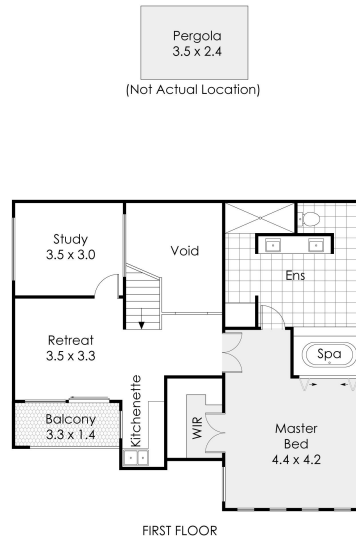 Pergola
3.5 x 2.4
(Not Actual Location)
Study
3.5 x 3.0
Void
Ens
Retreat
3.5 x 3.3
Spa
Balcony
3.3 x 1.4
Kitchenette
WIR
Master
Bed
4.4 x 4.2
FIRST FLOOR